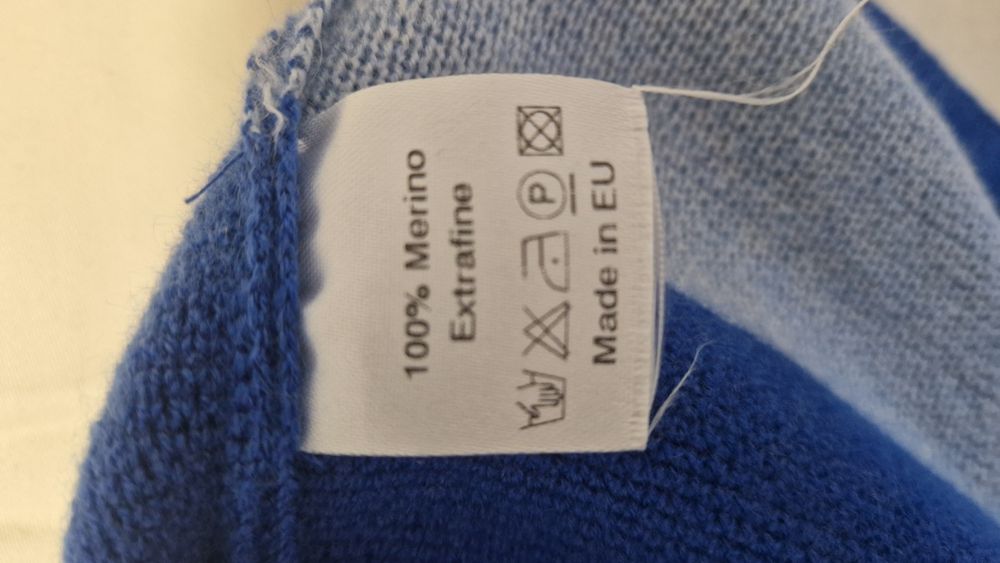 100% Merino
Extrafine
P
Made in EU